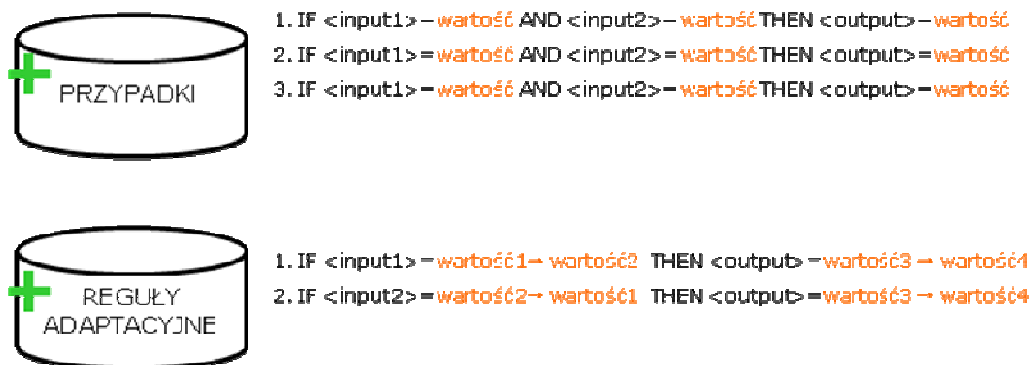 1. IF <input1>=wartość AND <input2>=wartość THEN <output>=wartość
2. IF <input1>=wartość AND <input2>=wartość THEN <output>=wartość
3. IF <input1>=wartość AND <input2>=wartość THEN <output>=wartość
PRZYPADKI
1. IF <input1>=wartość1→ wartość2 THEN <output>=wartość3 → wartość4
2. IF <input2>=wartość2→ wartość1 THEN <output>=wartość3 → wartość4
REGUŁY
ADAPTACYJNE